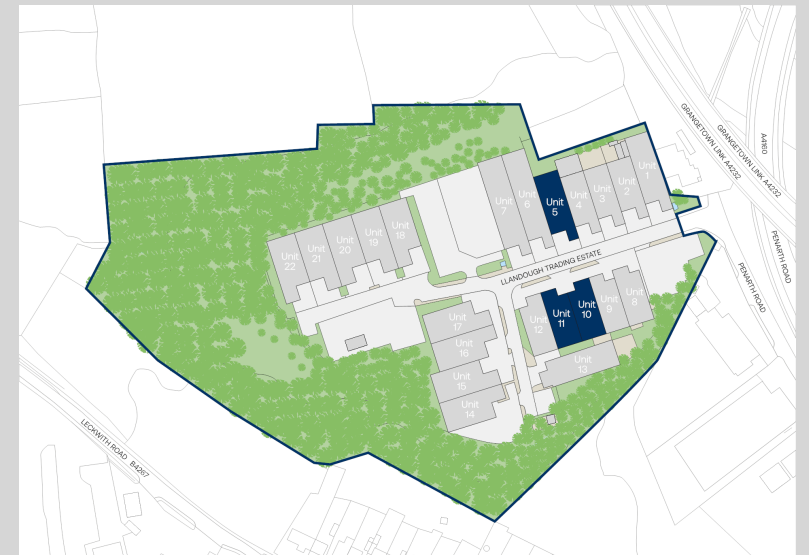 GRANGETOWN LINK A4232
GRANGETOWN LINK A4232
A4160
PENARTH ROAD
PENARTH ROAD
Unit
1
Unit
2
Unit
3
Unit
4
Unit
5
Unit
6
Unit
7
Unit
18
Unit
19
Unit
20
Unit
21
Unit
22
LLANDOUGH TRADING ESTATE
Unit
8
Unit
9
Unit
10
Unit
11
Unit
12
Unit
13
Unit
17
Unit
16
Unit
15
Unit
14
LECKWITH ROAD - B4267